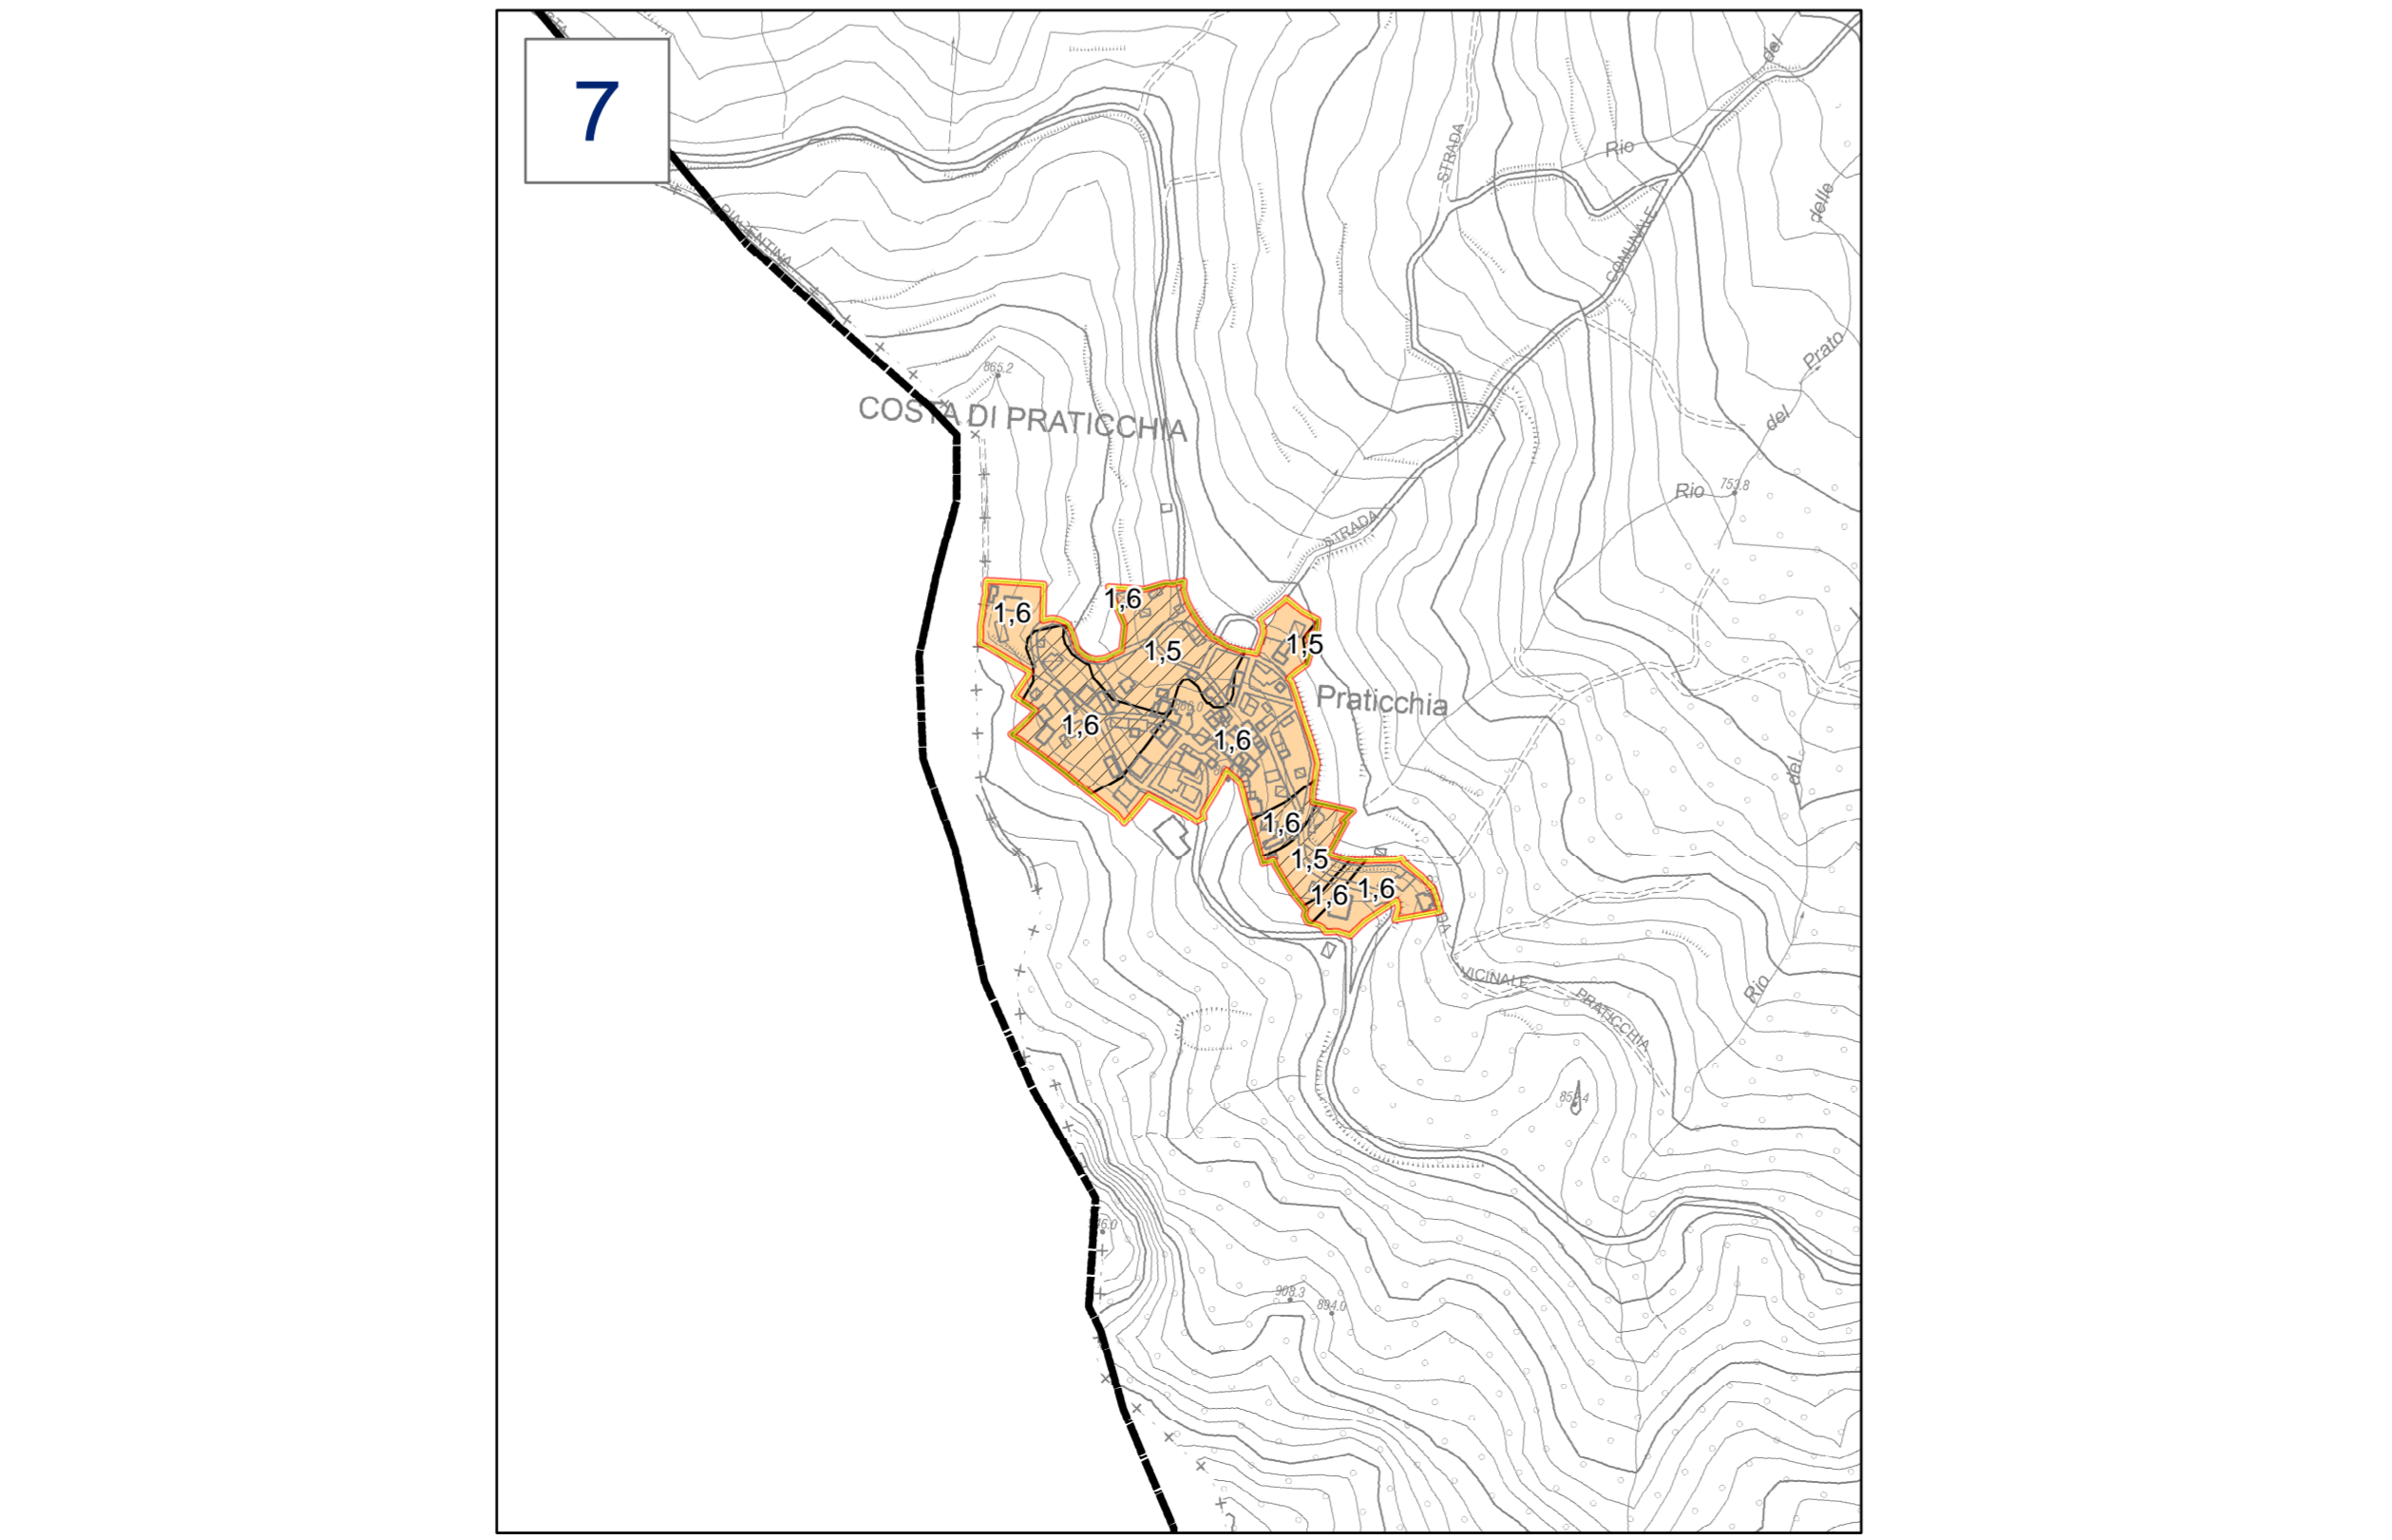 7
del
Rio
STRADA
delle
COMUNALE
Prato
865.2
COSTA DI PRATICCHIA
del
Rio
753.8
STRADA
1,6
1,6
1,5
1,5
Praticchia
1,6
1,6
del
1,6
1,5
1,6
1,6
VICINALE
PRATICCHIA
Rio
908.3
894.0